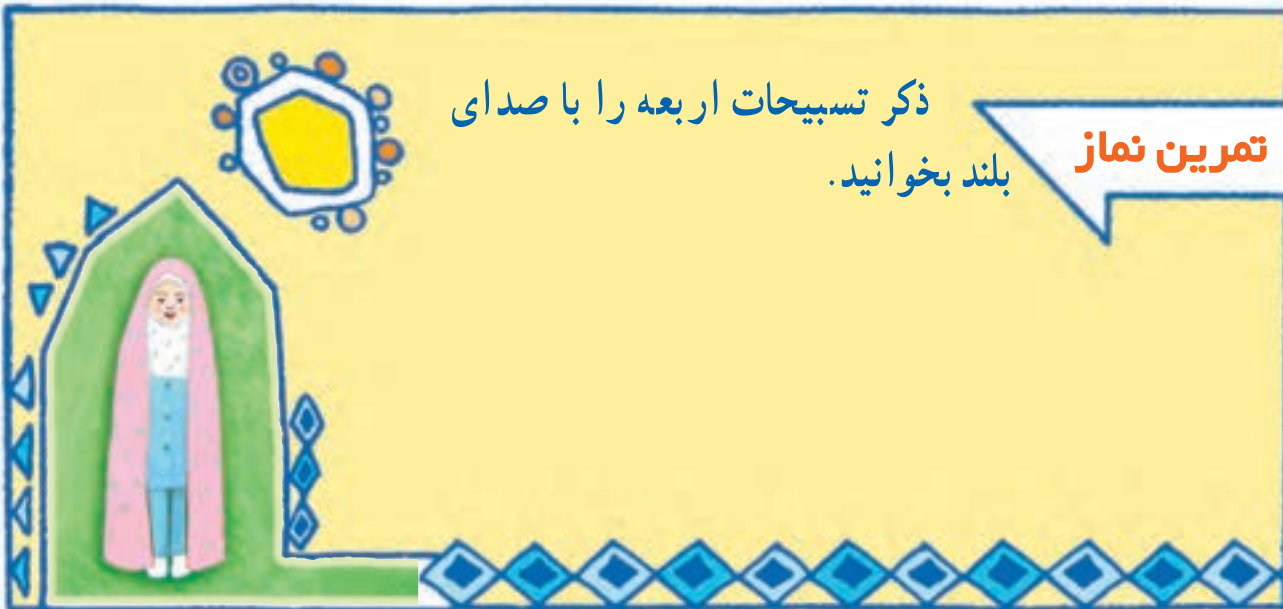 تمرین نماز
ذکر تسبیحات اربعه را با صدای
بلند بخوانید.